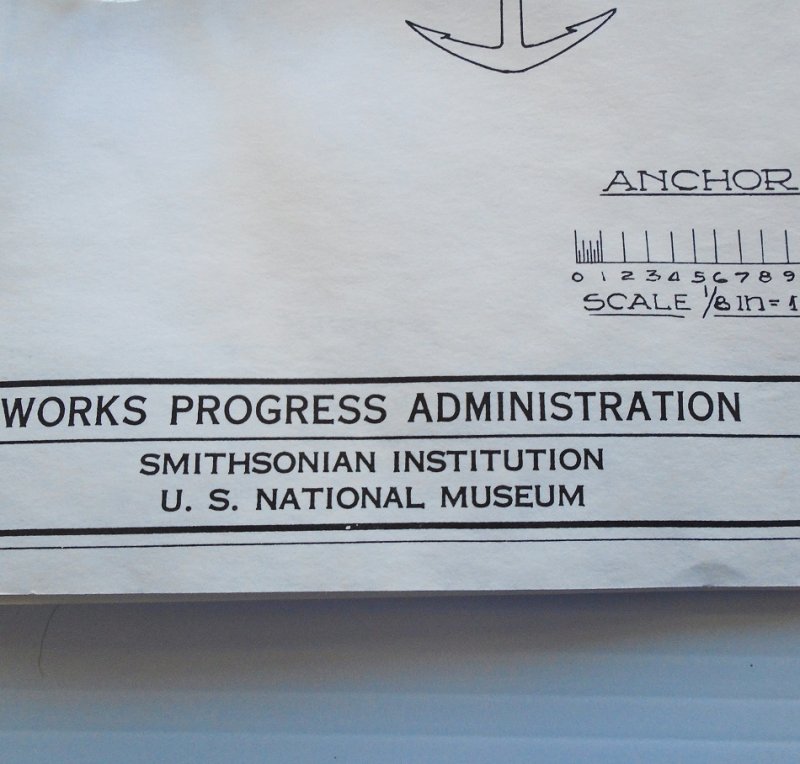 ANCHOR
0 1 2 3 4 5 6 7 8 9
SCALE 1/8 IN = 1
WORKS PROGRESS ADMINISTRATION
SMITHSONIAN INSTITUTION
U. S. NATIONAL MUSEUM